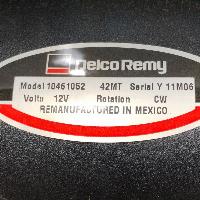 Delco Remy
Model 10461052 42MT Serial Y 11M06
Volts 12V Rotation CW
REMANUFACTURED IN MEXICO